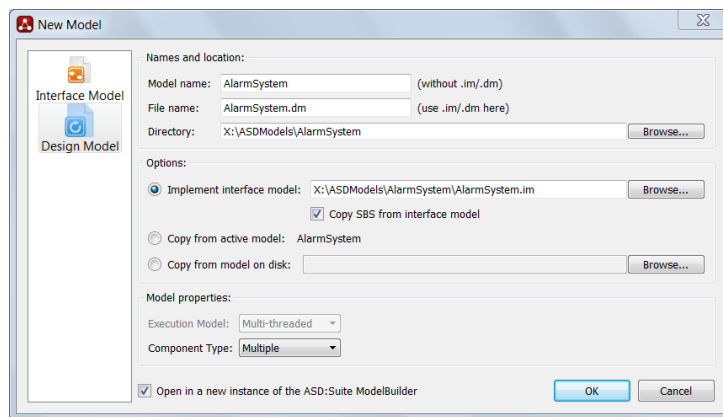 New Model
Interface Model
Design Model
Names and location:
Model name: AlarmSystem (without .im/.dm)
File name: AlarmSystem.dm (use .im/.dm here)
Directory: X:\ASDModels\AlarmSystem Browse...
Options:
Implement interface model: X:\ASDModels\AlarmSystem\AlarmSystem.im Browse...
Copy SBS from interface model
Copy from active model: AlarmSystem
Copy from model on disk: Browse...
Model properties:
Execution Model: Multi-threaded
Component Type: Multiple
Open in a new instance of the ASD:Suite ModelBuilder OK Cancel